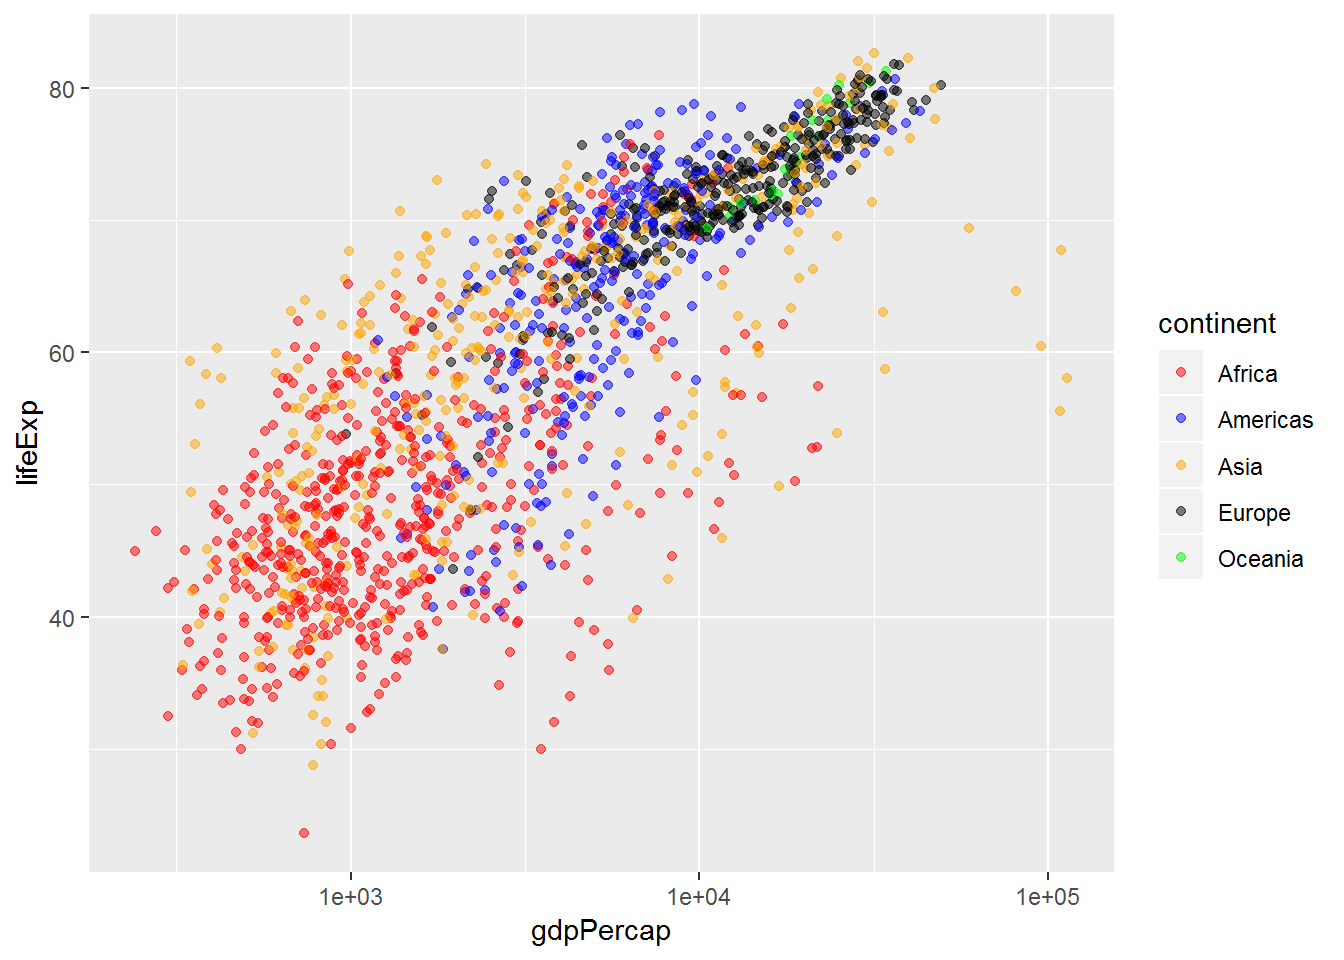 80
60
40
lifeExp
1e+03
1e+04
1e+05
gdpPercap
continent
Africa
Americas
Asia
Europe
Oceania